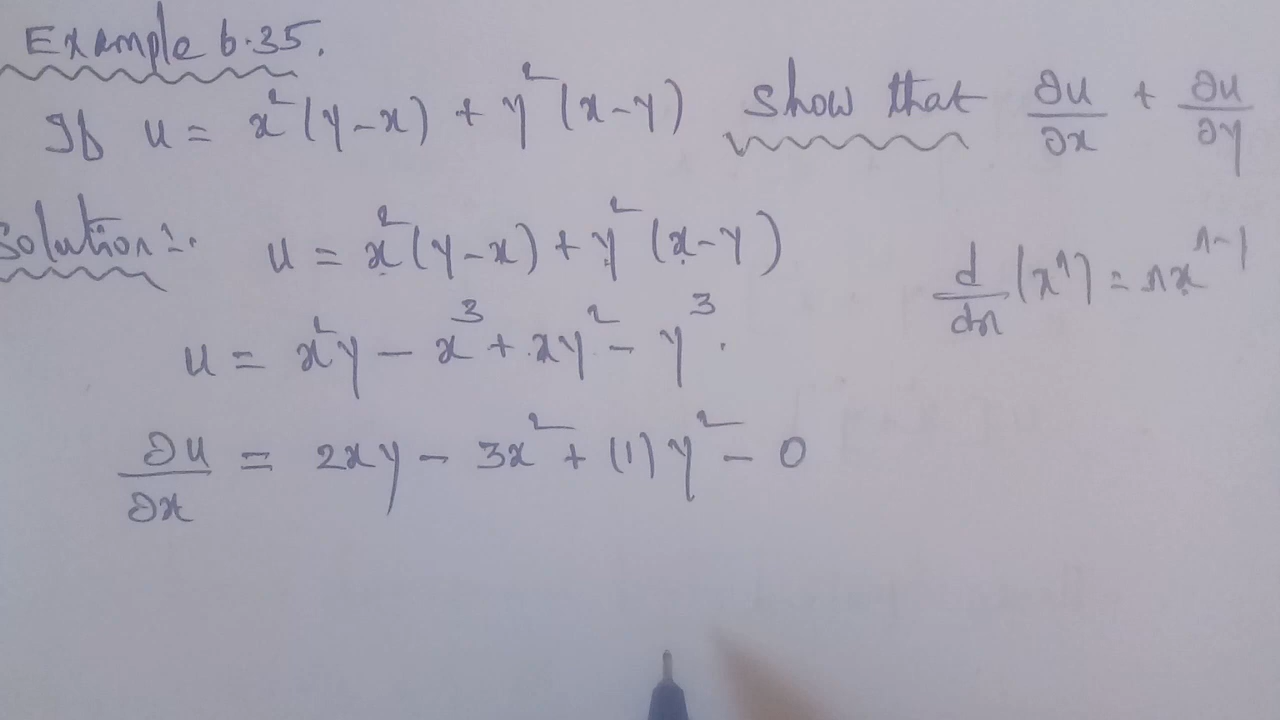 Example 6.35.
If u = x²(y-x) + y²(x-y) show that ∂u/∂x + ∂u/∂y
Solution:-. u = x²(y-x) + y²(x-y)
d/dx (xⁿ) = nxⁿ⁻¹
u = x²y - x³ + xy² - y³.
∂u/∂x = 2xy - 3x² + (1)y² - 0